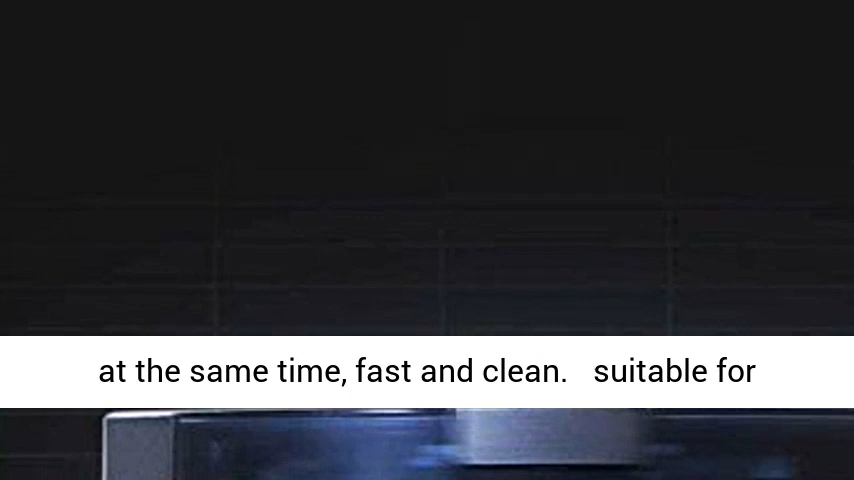 at the same time, fast and clean.   suitable for